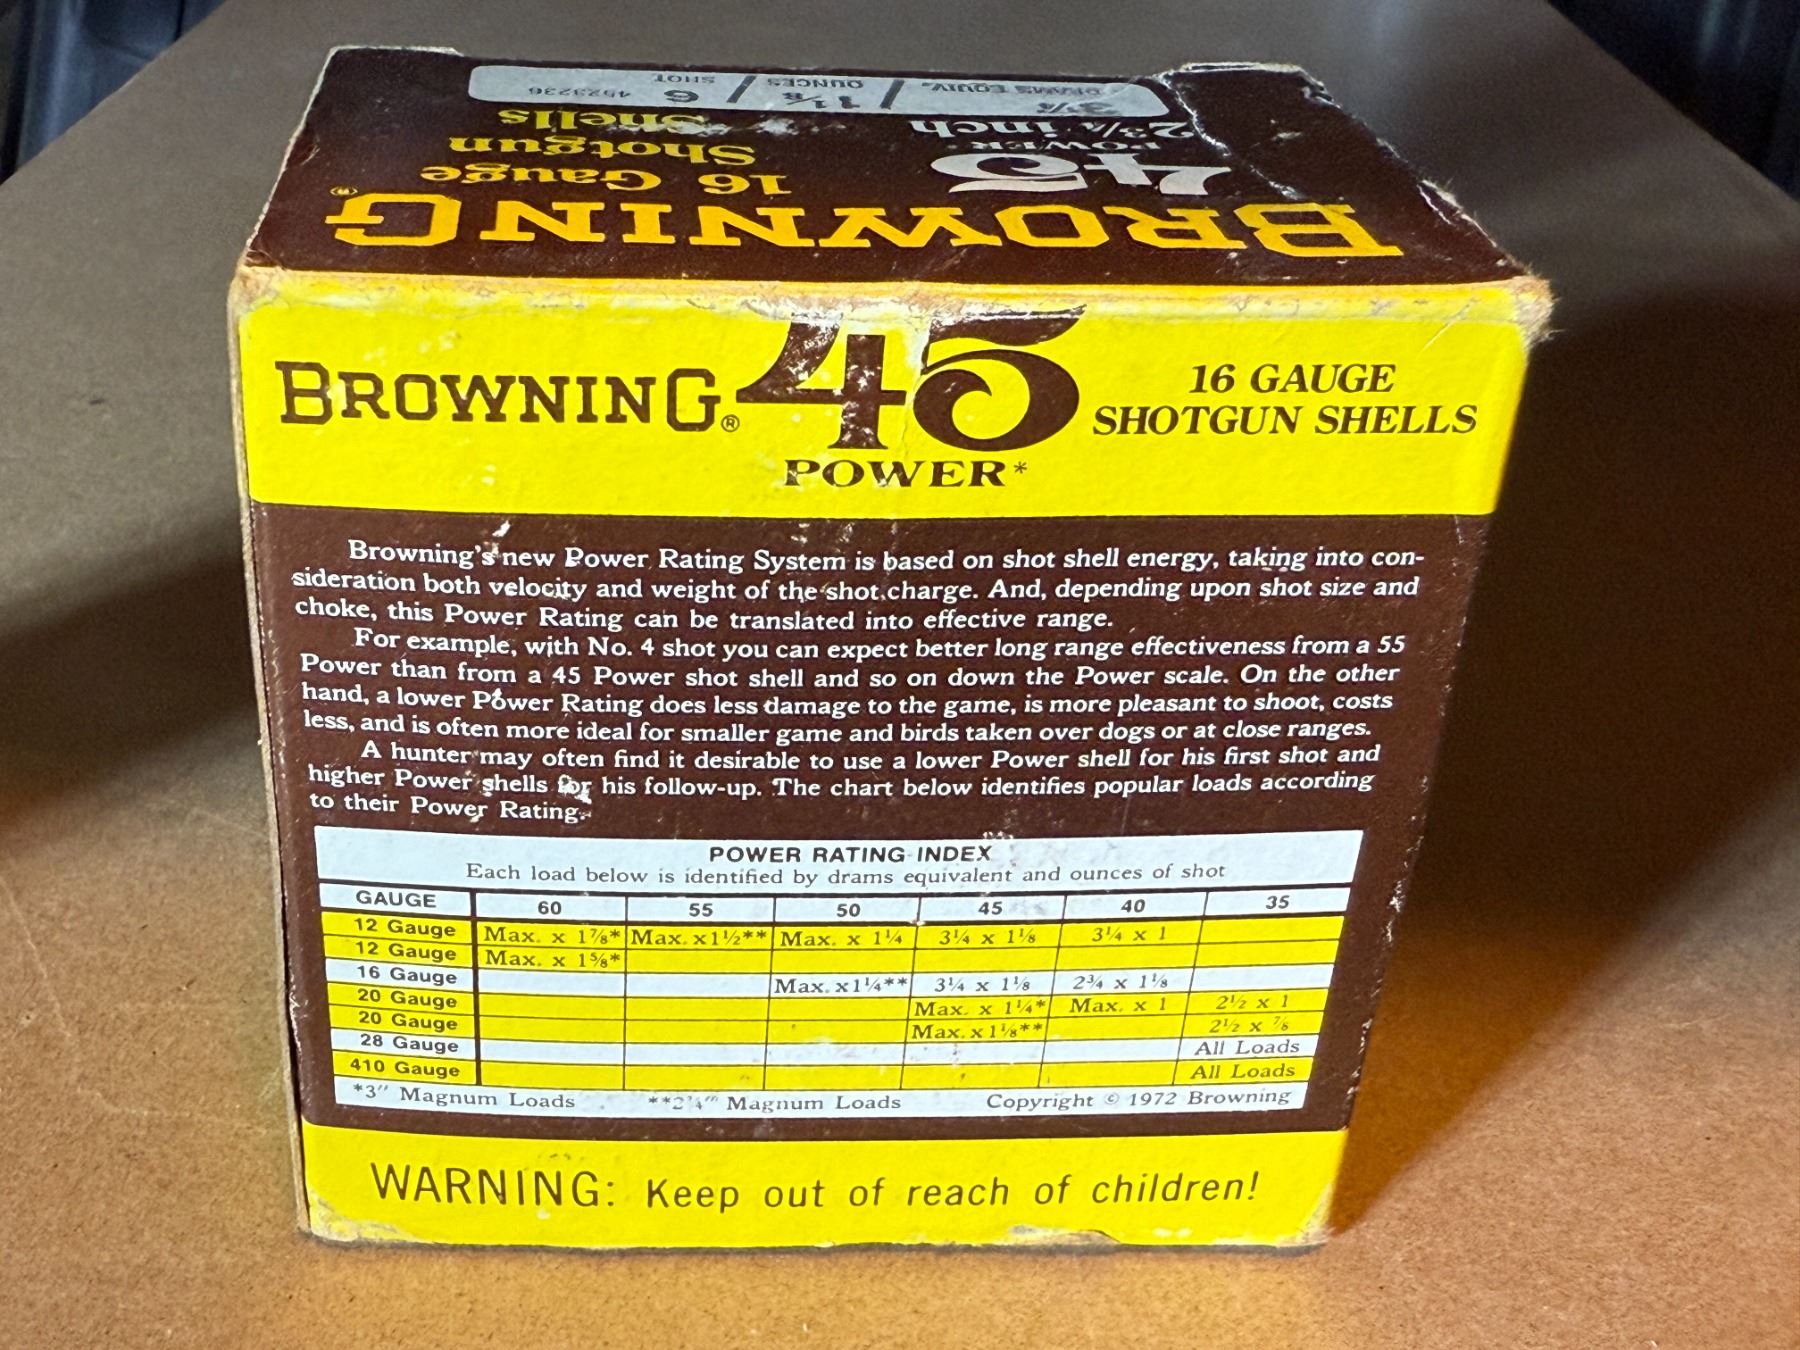 4523236 SHOT 6 / OUNCES 1⅛ / DRAMS EQUIV. 3¼
Shells
2¾ inch
Shotgun
POWER*
16 Gauge
45
BROWNING®
BROWNING® 45 POWER*
16 GAUGE
SHOTGUN SHELLS
Browning's new Power Rating System is based on shot shell energy, taking into con-
sideration both velocity and weight of the shot charge. And, depending upon shot size and
choke, this Power Rating can be translated into effective range.
For example, with No. 4 shot you can expect better long range effectiveness from a 55
Power than from a 45 Power shot shell and so on down the Power scale. On the other
hand, a lower Power Rating does less damage to the game, is more pleasant to shoot, costs
less, and is often more ideal for smaller game and birds taken over dogs or at close ranges.
A hunter may often find it desirable to use a lower Power shell for his first shot and
higher Power shells for his follow-up. The chart below identifies popular loads according
to their Power Rating.
POWER RATING INDEX
Each load below is identified by drams equivalent and ounces of shot
GAUGE 60 55 50 45 40 35
12 Gauge Max. x 1⅞* Max. x 1½** Max. x 1¼ 3¼ x 1⅛ 3¼ x 1
12 Gauge Max. x 1⅝*
16 Gauge Max. x 1¼** 3¼ x 1⅛ 2¾ x 1⅛
20 Gauge Max. x 1¼* Max. x 1 2½ x 1
20 Gauge Max. x 1⅛** 2½ x ⅞
28 Gauge All Loads
410 Gauge All Loads
*3" Magnum Loads **2¾" Magnum Loads Copyright © 1972 Browning
WARNING: Keep out of reach of children!